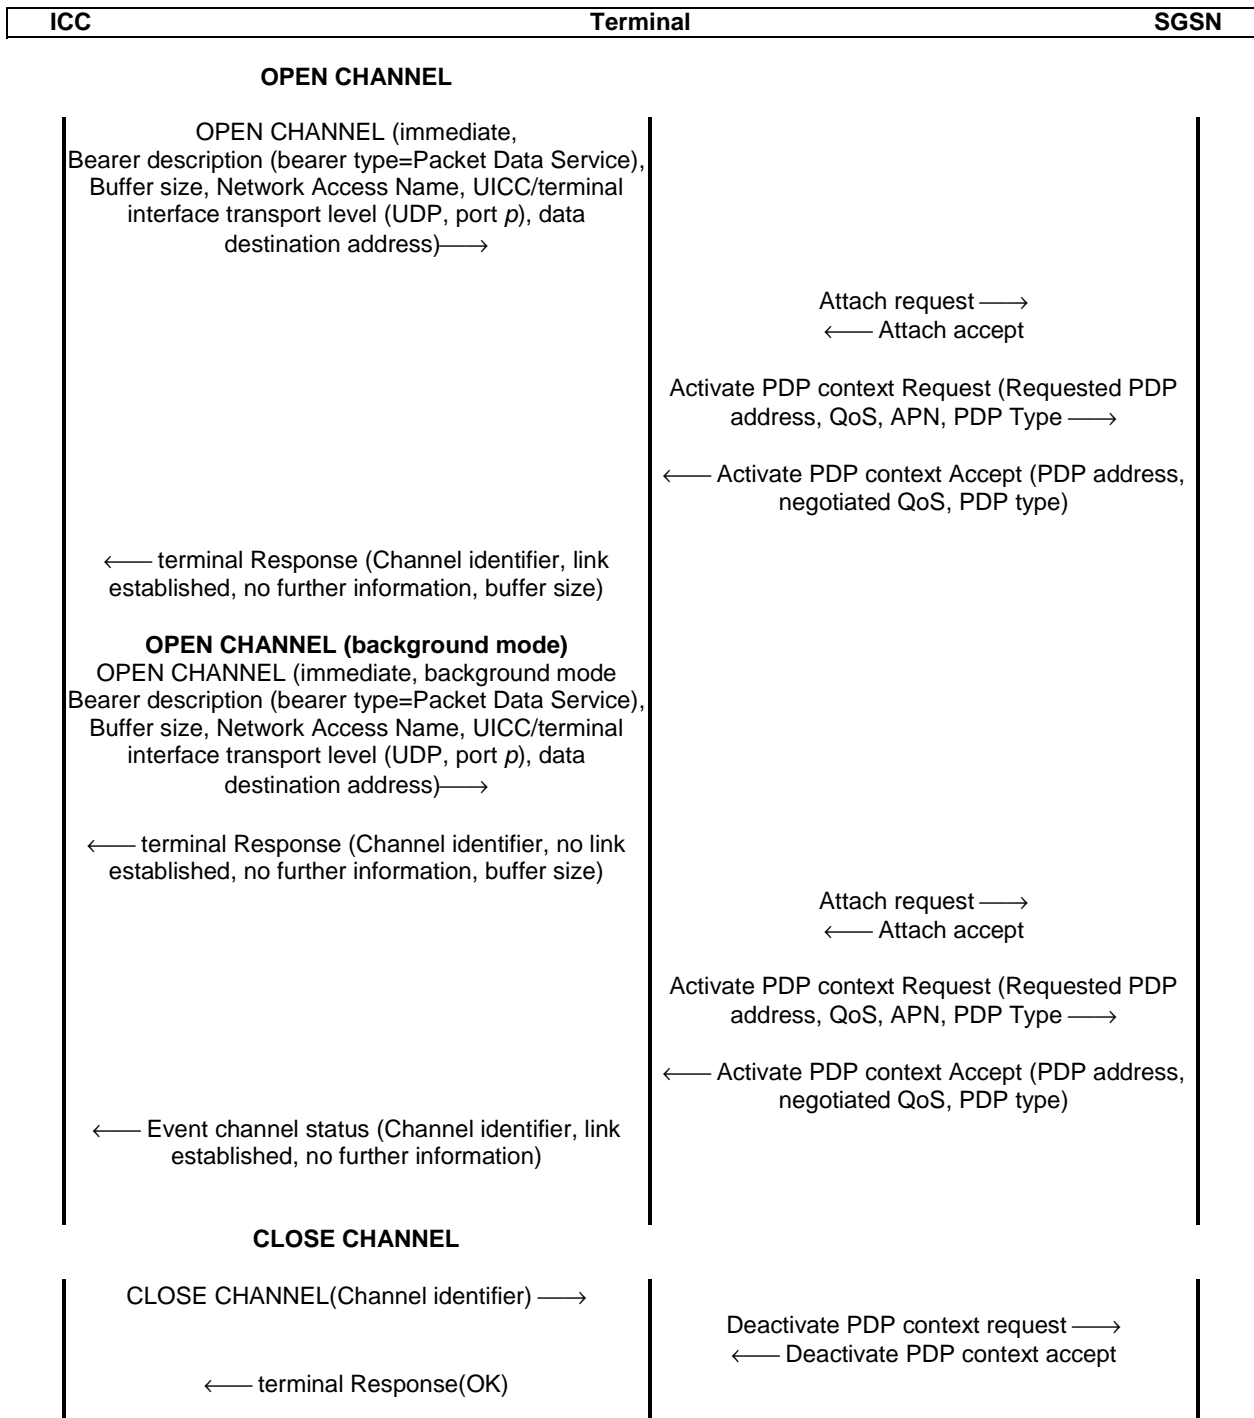 ICC Terminal SGSN
OPEN CHANNEL
OPEN CHANNEL (immediate,
Bearer description (bearer type=Packet Data Service),
Buffer size, Network Access Name, UICC/terminal
interface transport level (UDP, port p), data
destination address)⟶
Attach request ⟶
⟵ Attach accept
Activate PDP context Request (Requested PDP
address, QoS, APN, PDP Type ⟶
⟵ Activate PDP context Accept (PDP address,
negotiated QoS, PDP type)
⟵ terminal Response (Channel identifier, link
established, no further information, buffer size)
OPEN CHANNEL (background mode)
OPEN CHANNEL (immediate, background mode
Bearer description (bearer type=Packet Data Service),
Buffer size, Network Access Name, UICC/terminal
interface transport level (UDP, port p), data
destination address)⟶
⟵ terminal Response (Channel identifier, no link
established, no further information, buffer size)
Attach request ⟶
⟵ Attach accept
Activate PDP context Request (Requested PDP
address, QoS, APN, PDP Type ⟶
⟵ Activate PDP context Accept (PDP address,
negotiated QoS, PDP type)
⟵ Event channel status (Channel identifier, link
established, no further information)
CLOSE CHANNEL
CLOSE CHANNEL(Channel identifier) ⟶
Deactivate PDP context request ⟶
⟵ Deactivate PDP context accept
⟵ terminal Response(OK)